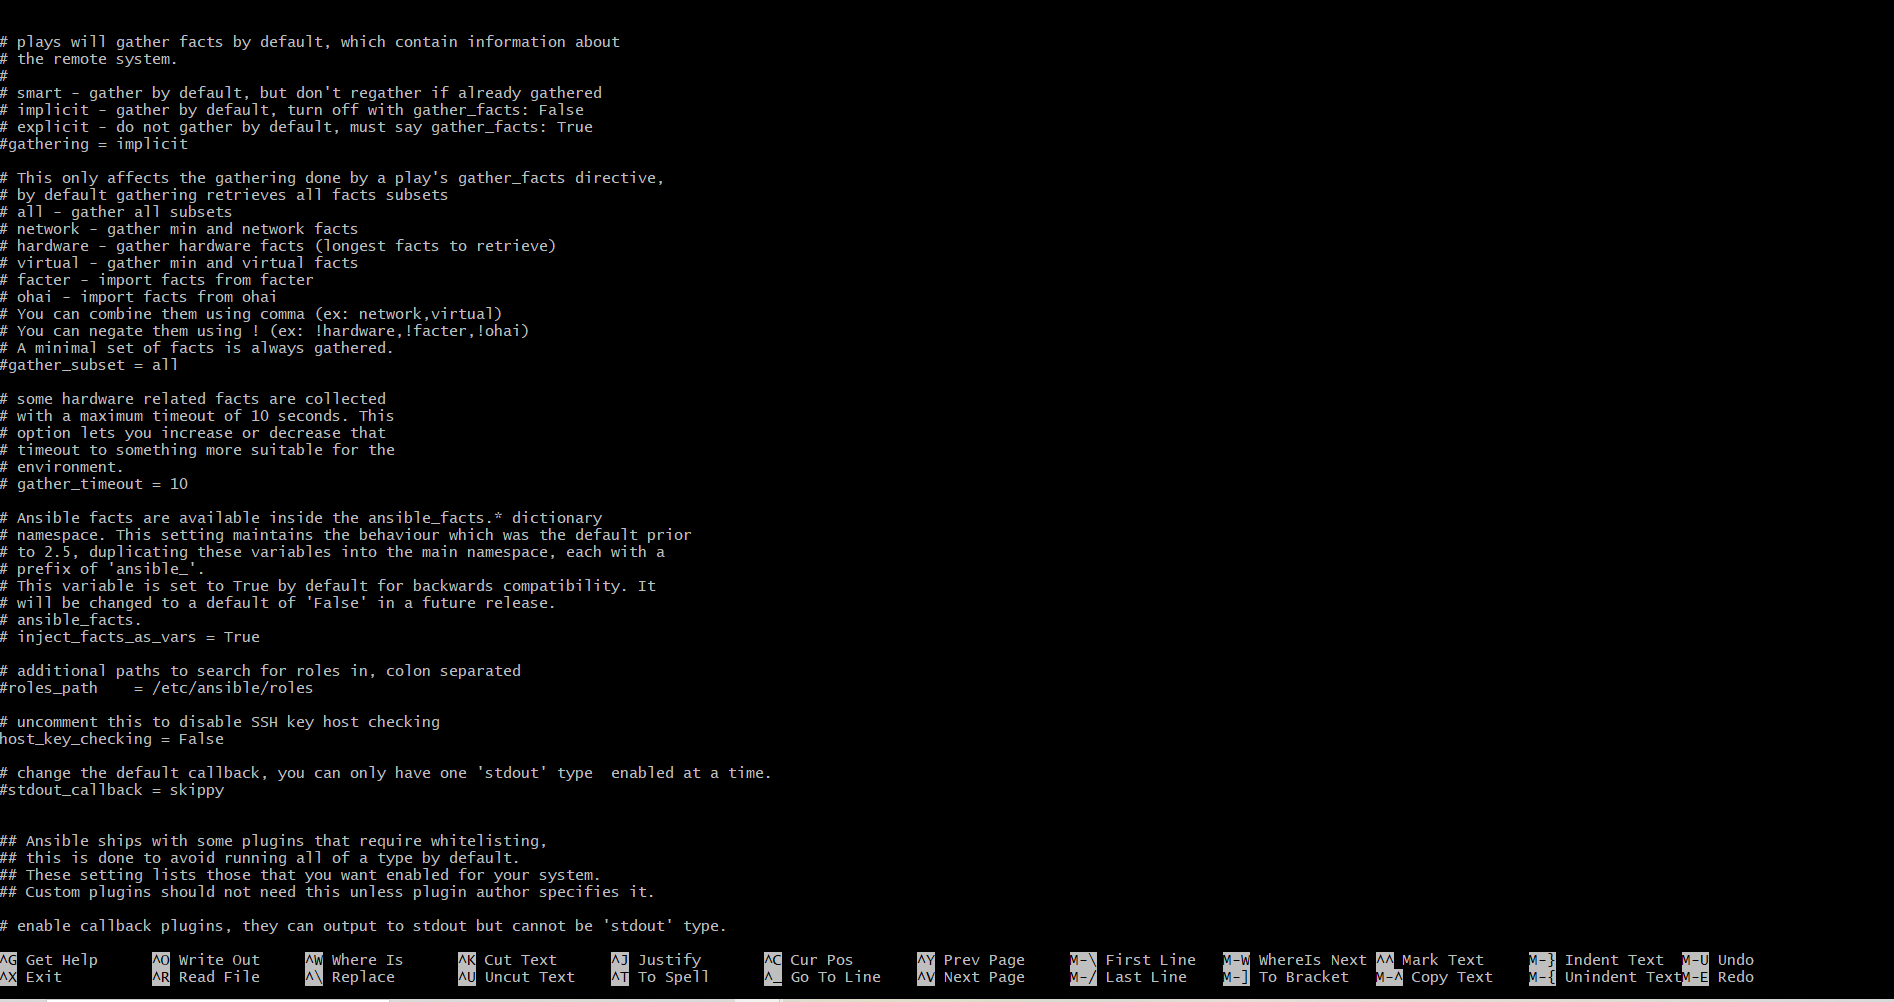 # plays will gather facts by default, which contain information about
# the remote system.
#
# smart - gather by default, but don't regather if already gathered
# implicit - gather by default, turn off with gather_facts: False
# explicit - do not gather by default, must say gather_facts: True
#gathering = implicit

# This only affects the gathering done by a play's gather_facts directive,
# by default gathering retrieves all facts subsets
# all - gather all subsets
# network - gather min and network facts
# hardware - gather hardware facts (longest facts to retrieve)
# virtual - gather min and virtual facts
# facter - import facts from facter
# ohai - import facts from ohai
# You can combine them using comma (ex: network,virtual)
# You can negate them using ! (ex: !hardware,!facter,!ohai)
# A minimal set of facts is always gathered.
#gather_subset = all

# some hardware related facts are collected
# with a maximum timeout of 10 seconds. This
# option lets you increase or decrease that
# timeout to something more suitable for the
# environment.
# gather_timeout = 10

# Ansible facts are available inside the ansible_facts.* dictionary
# namespace. This setting maintains the behaviour which was the default prior
# to 2.5, duplicating these variables into the main namespace, each with a
# prefix of 'ansible_'.
# This variable is set to True by default for backwards compatibility. It
# will be changed to a default of 'False' in a future release.
# ansible_facts.
# inject_facts_as_vars = True

# additional paths to search for roles in, colon separated
#roles_path    = /etc/ansible/roles

# uncomment this to disable SSH key host checking
host_key_checking = False

# change the default callback, you can only have one 'stdout' type  enabled at a time.
#stdout_callback = skippy

## Ansible ships with some plugins that require whitelisting,
## this is done to avoid running all of a type by default.
## These setting lists those that you want enabled for your system.
## Custom plugins should not need this unless plugin author specifies it.

# enable callback plugins, they can output to stdout but cannot be 'stdout' type.

^G Get Help ^O Write Out ^W Where Is ^K Cut Text ^J Justify ^C Cur Pos ^Y Prev Page M-\ First Line M-W WhereIs Next ^^ Mark Text M-} Indent Text M-U Undo
^X Exit ^R Read File ^\ Replace ^U Uncut Text ^T To Spell ^_ Go To Line ^V Next Page M-/ Last Line M-] To Bracket M-^ Copy Text M-{ Unindent Text M-E Redo